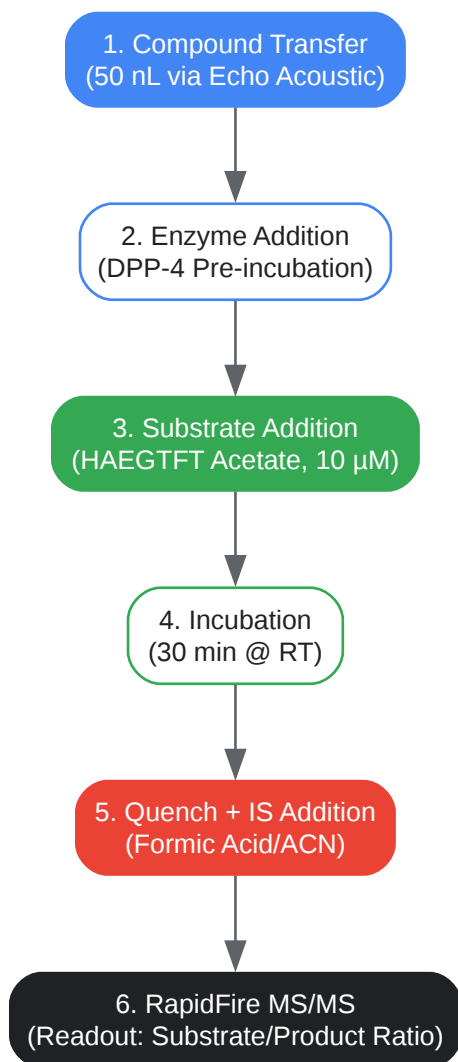 1. Compound Transfer
(50 nL via Echo Acoustic)
2. Enzyme Addition
(DPP-4 Pre-incubation)
3. Substrate Addition
(HAEGTFT Acetate, 10 µM)
4. Incubation
(30 min @ RT)
5. Quench + IS Addition
(Formic Acid/ACN)
6. RapidFire MS/MS
(Readout: Substrate/Product Ratio)